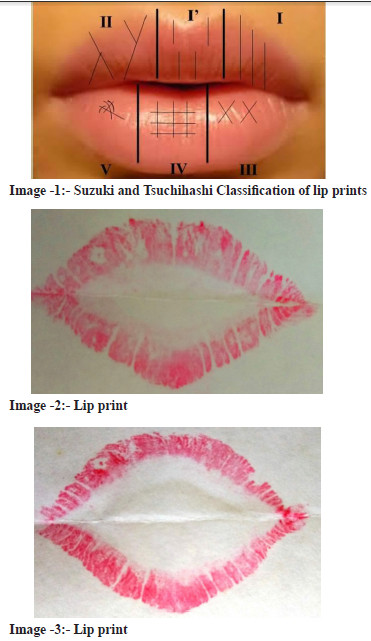 II I' I
V IV III
Image -1:- Suzuki and Tsuchihashi Classification of lip prints
Image -2:- Lip print
Image -3:- Lip print